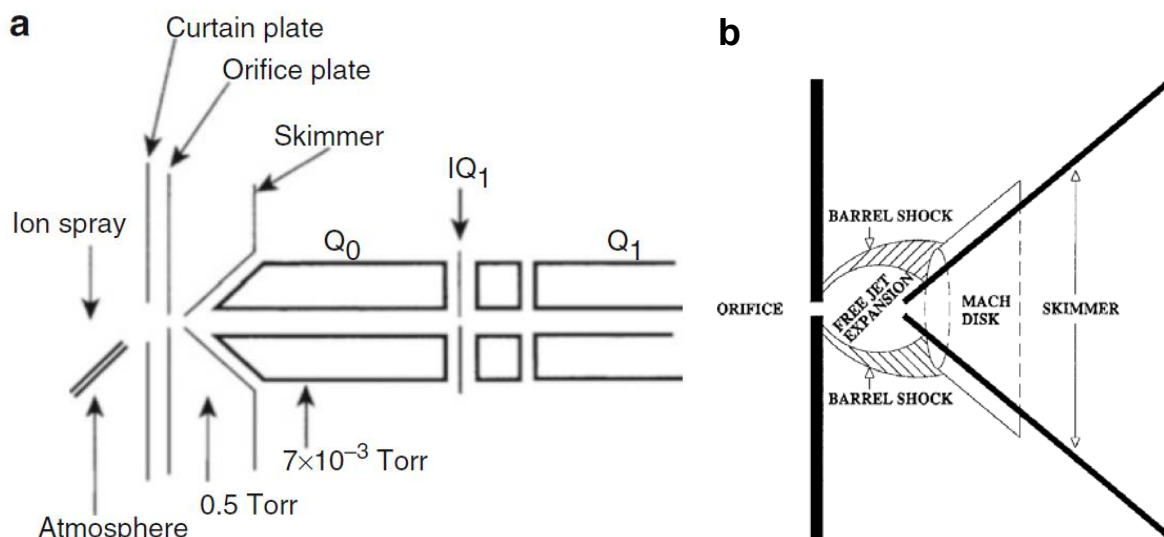 a
Curtain plate
Orifice plate
Skimmer
Ion spray
IQ1
Q0
Q1
7×10–3 Torr
0.5 Torr
Atmosphere
b
BARREL SHOCK
ORIFICE
FREE JET
EXPANSION
MACH
DISK
SKIMMER
BARREL SHOCK